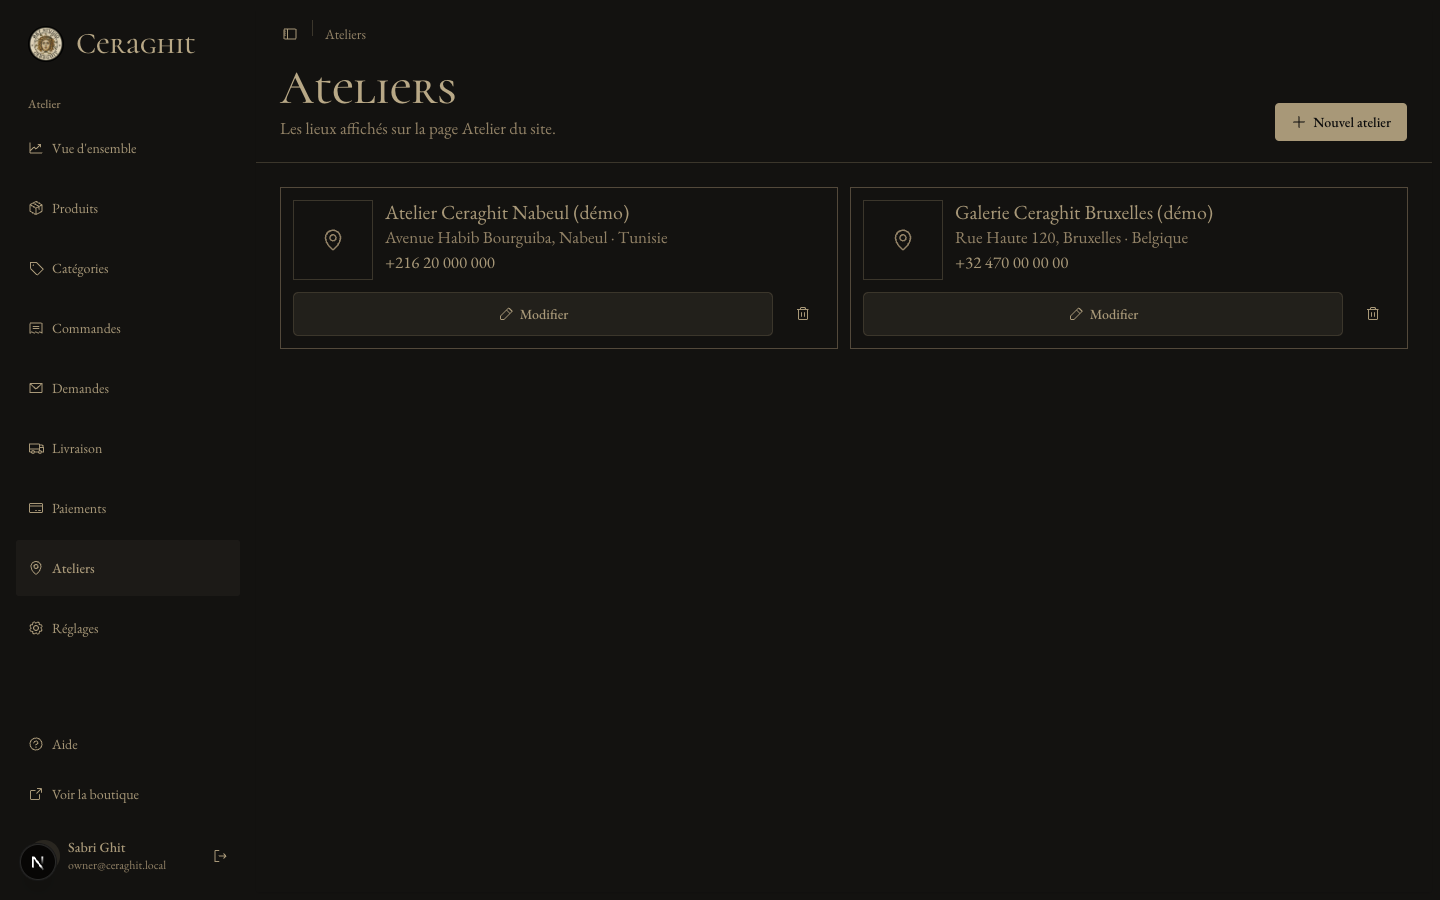 Ceraghit
Atelier
Vue d'ensemble
Produits
Catégories
Commandes
Demandes
Livraison
Paiements
Ateliers
Réglages
Aide
Voir la boutique
N
Sabri Ghit
owner@ceraghit.local
Ateliers
Ateliers
Les lieux affichés sur la page Atelier du site.
Nouvel atelier
Atelier Ceraghit Nabeul (démo)
Avenue Habib Bourguiba, Nabeul · Tunisie
+216 20 000 000
Modifier
Galerie Ceraghit Bruxelles (démo)
Rue Haute 120, Bruxelles · Belgique
+32 470 00 00 00
Modifier